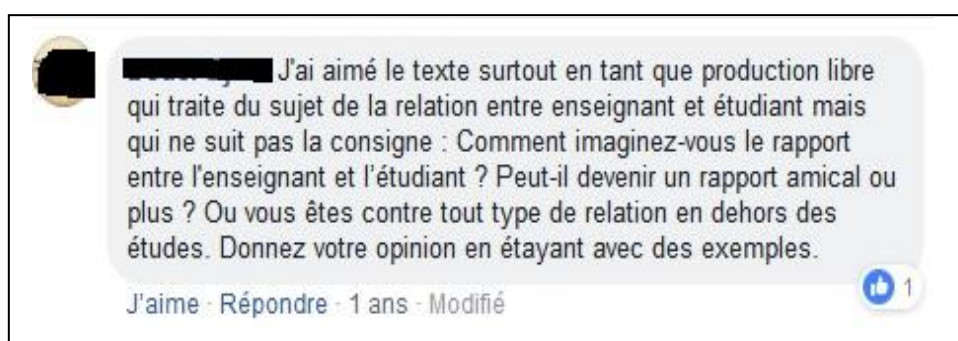 J'ai aimé le texte surtout en tant que production libre
qui traite du sujet de la relation entre enseignant et étudiant mais
qui ne suit pas la consigne : Comment imaginez-vous le rapport
entre l'enseignant et l'étudiant ? Peut-il devenir un rapport amical ou
plus ? Ou vous êtes contre tout type de relation en dehors des
études. Donnez votre opinion en étayant avec des exemples.
1
J'aime · Répondre · 1 ans · Modifié